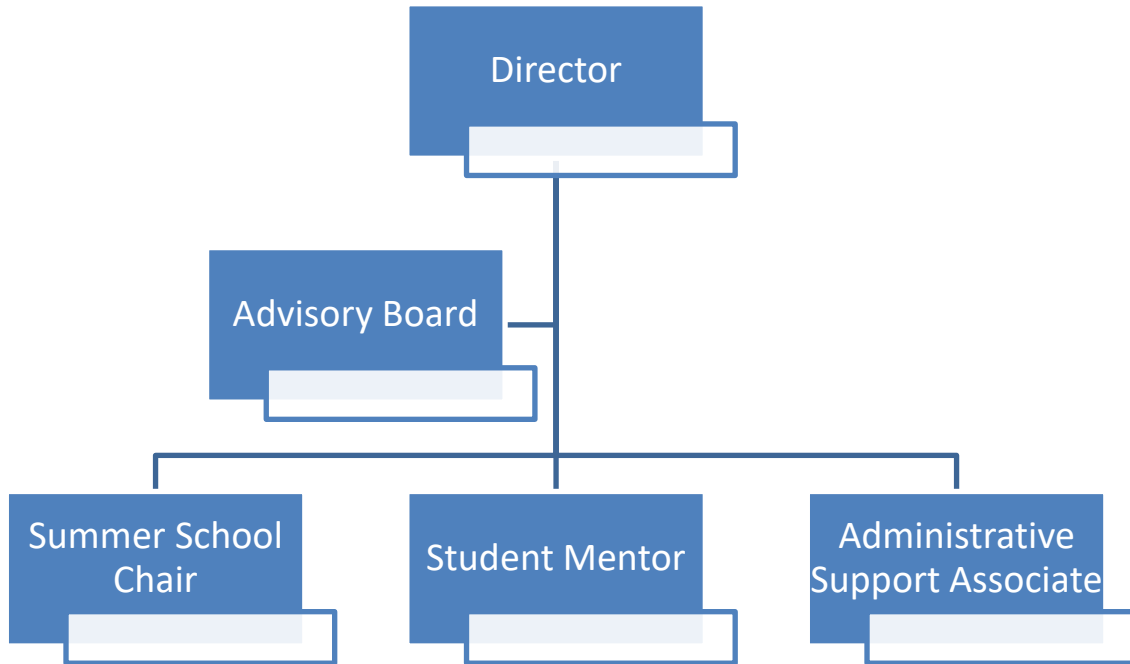 Director
Advisory Board
Summer School
Chair
Student Mentor
Administrative
Support Associate